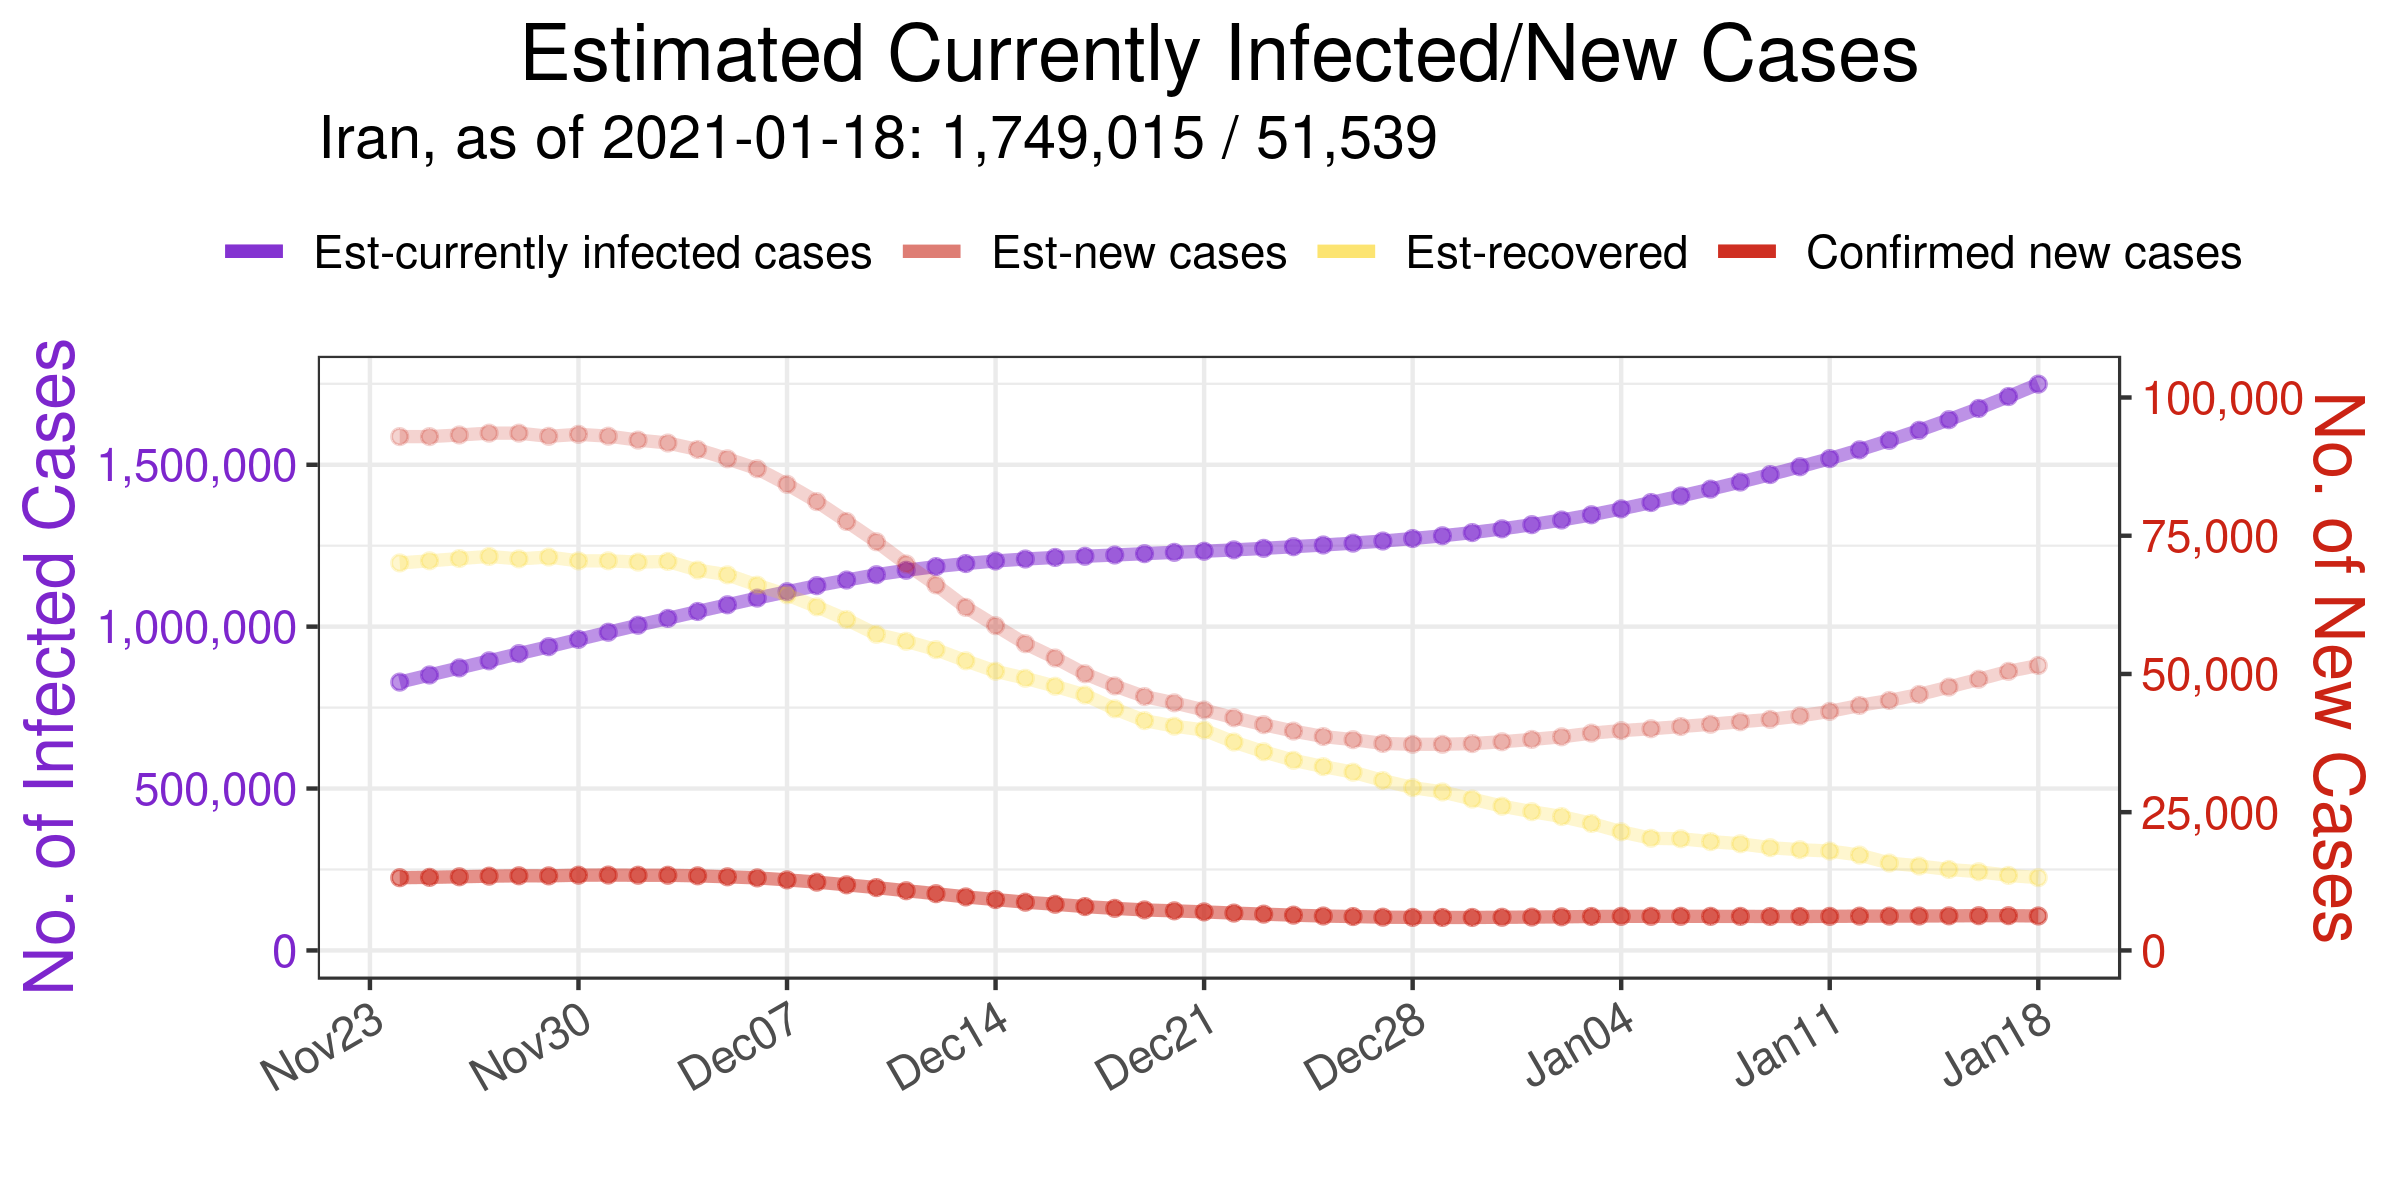 Estimated Currently Infected/New Cases
Iran, as of 2021-01-18: 1,749,015 / 51,539
Est-currently infected cases Est-new cases Est-recovered Confirmed new cases
No. of Infected Cases
1,500,000
1,000,000
500,000
0
100,000
75,000
50,000
25,000
0
No. of New Cases
Nov23 Nov30 Dec07 Dec14 Dec21 Dec28 Jan04 Jan11 Jan18